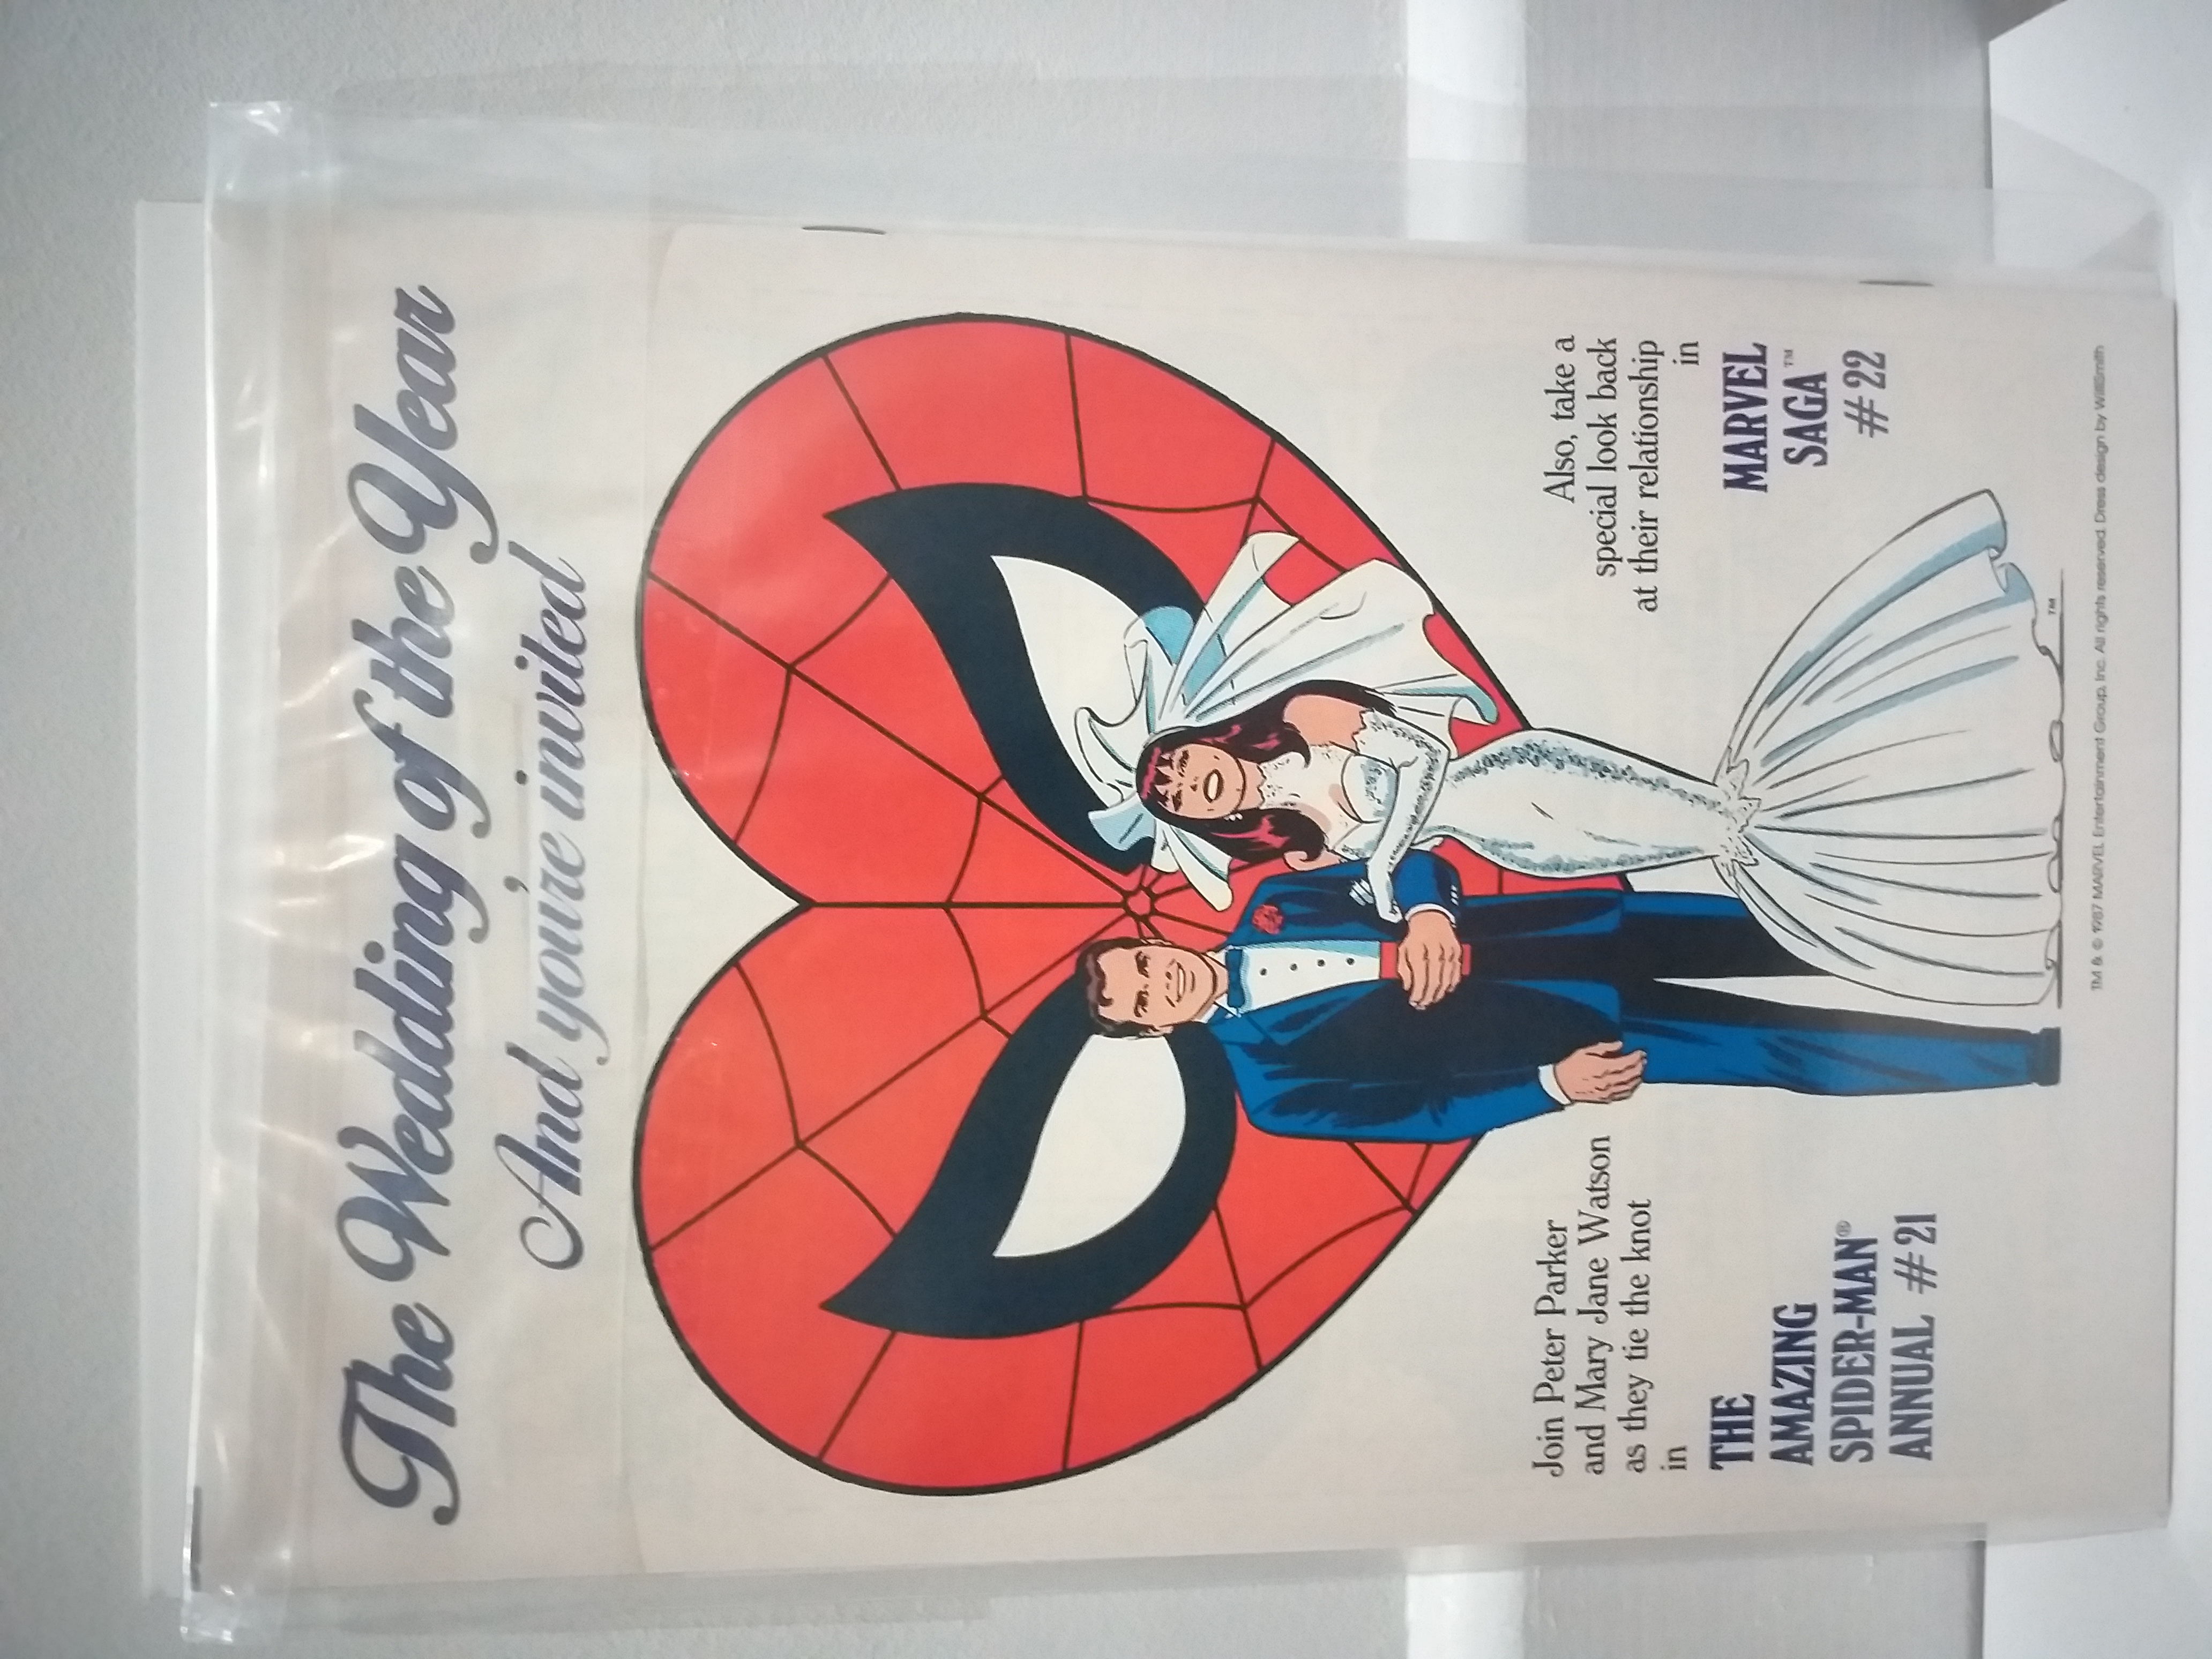 The Wedding of the Year
And you're invited
Join Peter Parker
and Mary Jane Watson
as they tie the knot
in
THE
AMAZING
SPIDER-MAN®
ANNUAL #21
Also, take a
special look back
at their relationship
in
MARVEL
SAGA™
#22
TM
TM & © 1987 MARVEL Entertainment Group, Inc. All rights reserved. Dress design by WilliSmith